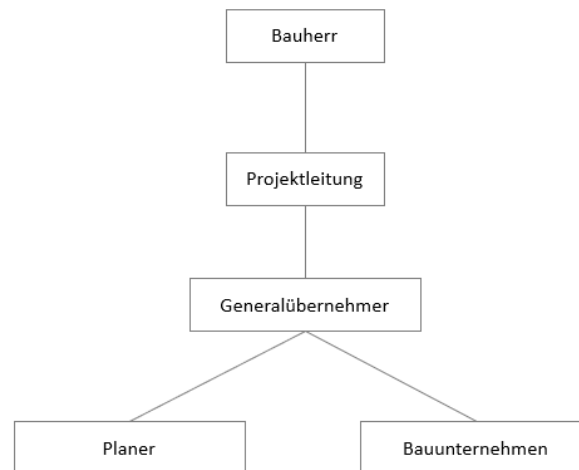 Bauherr
Projektleitung
Generalübernehmer
Planer
Bauunternehmen